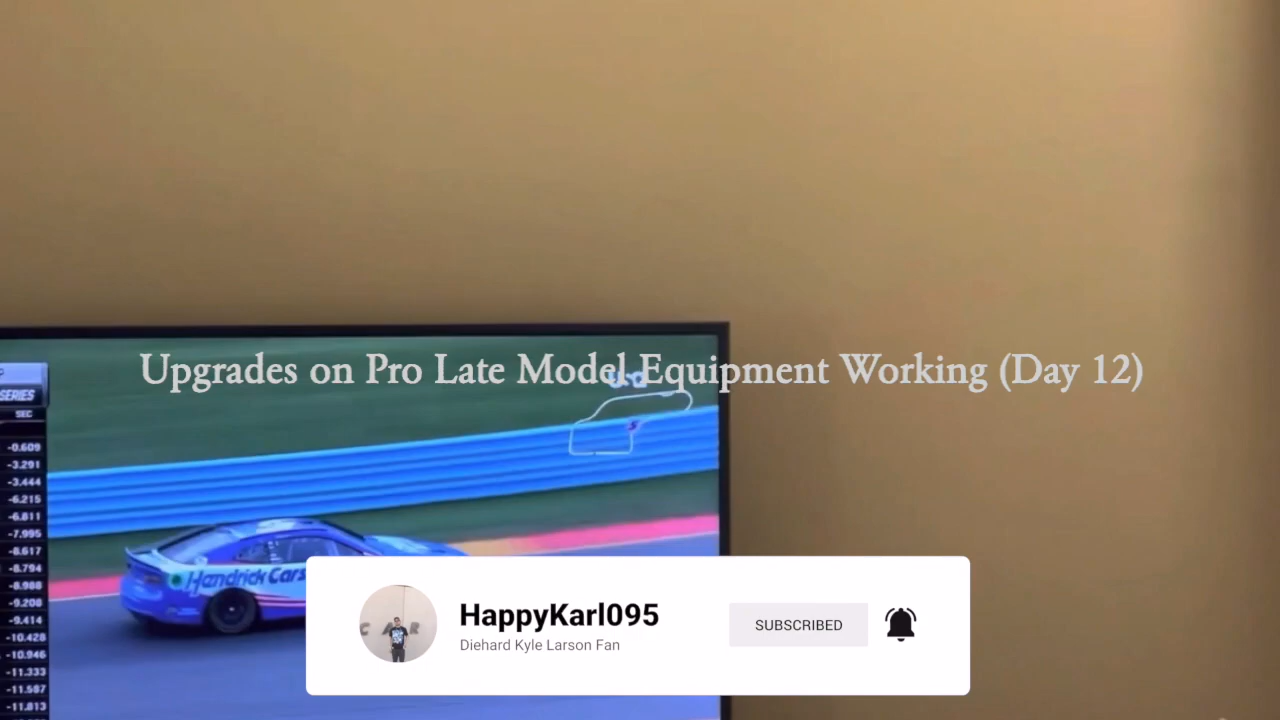 Upgrades on Pro Late Model Equipment Working (Day 12)
SERIES
SEC
-0.609
-3.291
-3.444
-6.215
-6.811
-7.995
-8.617
-8.794
-8.988
-9.208
-9.414
-10.428
-10.946
-11.333
-11.587
-11.813
Hendrick Cars
HappyKarl095
Diehard Kyle Larson Fan
SUBSCRIBED